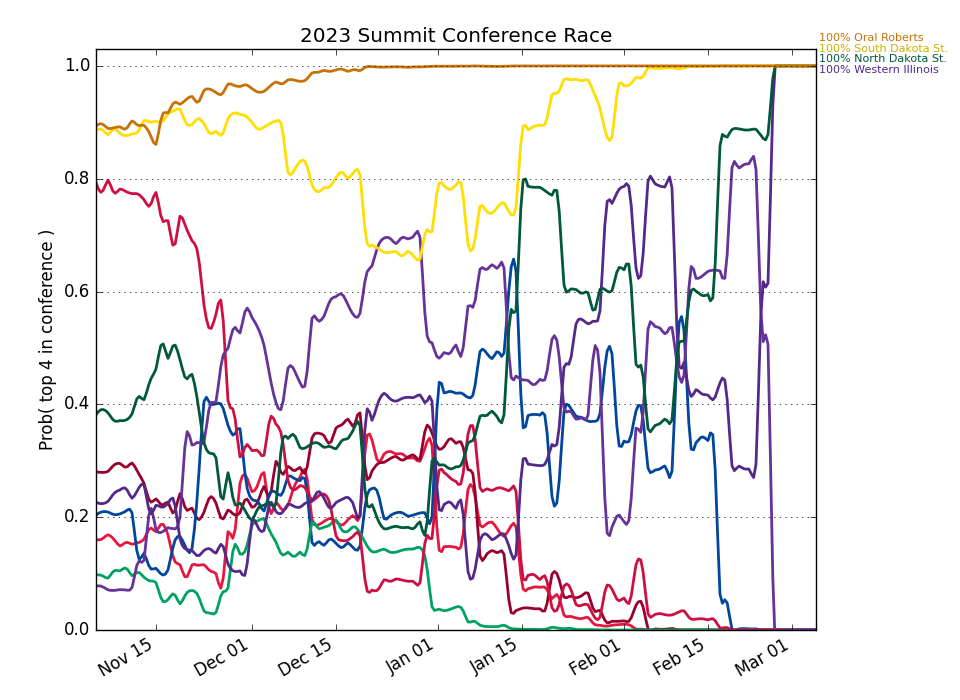 2023 Summit Conference Race
100% Oral Roberts
100% South Dakota St.
100% North Dakota St.
100% Western Illinois
Prob( top 4 in conference )
1.0
0.8
0.6
0.4
0.2
0.0
Nov 15
Dec 01
Dec 15
Jan 01
Jan 15
Feb 01
Feb 15
Mar 01